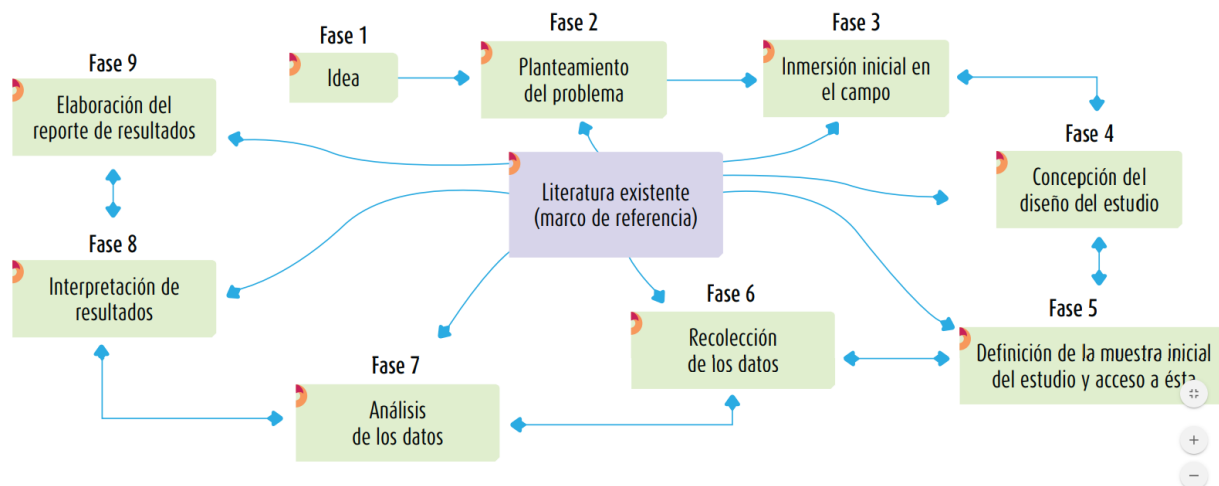 Fase 1
Idea
Fase 2
Planteamiento
del problema
Fase 3
Inmersión inicial en
el campo
Fase 4
Concepción del
diseño del estudio
Fase 5
Definición de la muestra inicial
del estudio y acceso a ésta
Fase 6
Recolección
de los datos
Fase 7
Análisis
de los datos
Fase 8
Interpretación de
resultados
Fase 9
Elaboración del
reporte de resultados
Literatura existente
(marco de referencia)